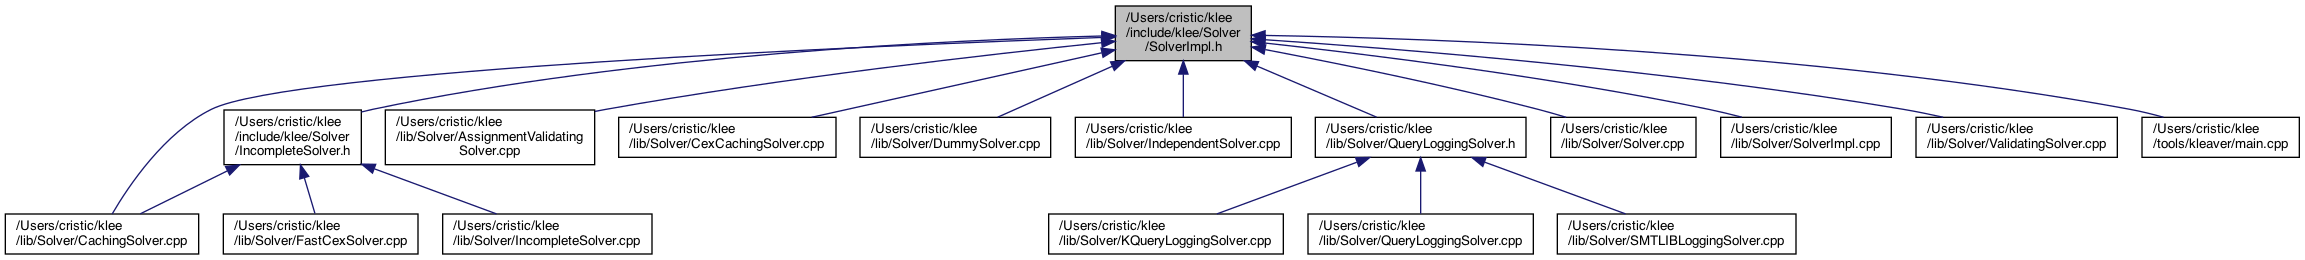 /Users/cristic/klee
/include/klee/Solver
/SolverImpl.h
/Users/cristic/klee
/include/klee/Solver
/IncompleteSolver.h
/Users/cristic/klee
/lib/Solver/AssignmentValidating
Solver.cpp
/Users/cristic/klee
/lib/Solver/CexCachingSolver.cpp
/Users/cristic/klee
/lib/Solver/DummySolver.cpp
/Users/cristic/klee
/lib/Solver/IndependentSolver.cpp
/Users/cristic/klee
/lib/Solver/QueryLoggingSolver.h
/Users/cristic/klee
/lib/Solver/Solver.cpp
/Users/cristic/klee
/lib/Solver/SolverImpl.cpp
/Users/cristic/klee
/lib/Solver/ValidatingSolver.cpp
/Users/cristic/klee
/tools/kleaver/main.cpp
/Users/cristic/klee
/lib/Solver/CachingSolver.cpp
/Users/cristic/klee
/lib/Solver/FastCexSolver.cpp
/Users/cristic/klee
/lib/Solver/IncompleteSolver.cpp
/Users/cristic/klee
/lib/Solver/KQueryLoggingSolver.cpp
/Users/cristic/klee
/lib/Solver/QueryLoggingSolver.cpp
/Users/cristic/klee
/lib/Solver/SMTLIBLoggingSolver.cpp